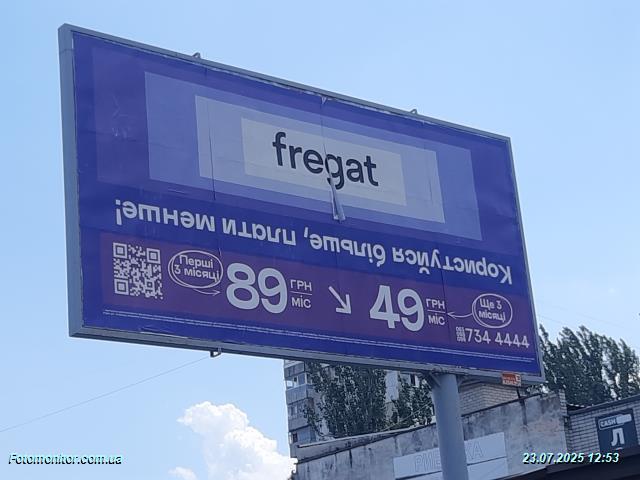 fregat
Користуйся більше, плати менше!
Перші
3 місяці
89 ГРН
МІС
49 ГРН
МІС
Ще 3
місяці
734 4444
CASH
Л
Fotomonitor.com.ua
23.07.2025 12:53